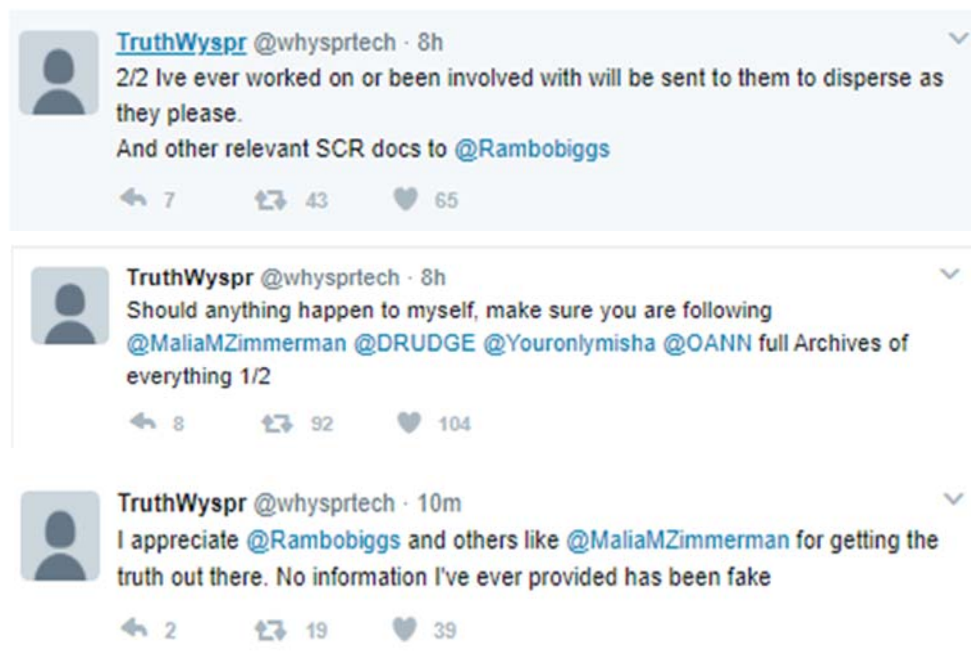 TruthWyspr @whysprtech · 8h
2/2 Ive ever worked on or been involved with will be sent to them to disperse as
they please.
And other relevant SCR docs to @Rambobiggs
7 43 65
TruthWyspr @whysprtech · 8h
Should anything happen to myself, make sure you are following
@MaliaMZimmerman @DRUDGE @Youronlymisha @OANN full Archives of
everything 1/2
8 92 104
TruthWyspr @whysprtech · 10m
I appreciate @Rambobiggs and others like @MaliaMZimmerman for getting the
truth out there. No information I've ever provided has been fake
2 19 39